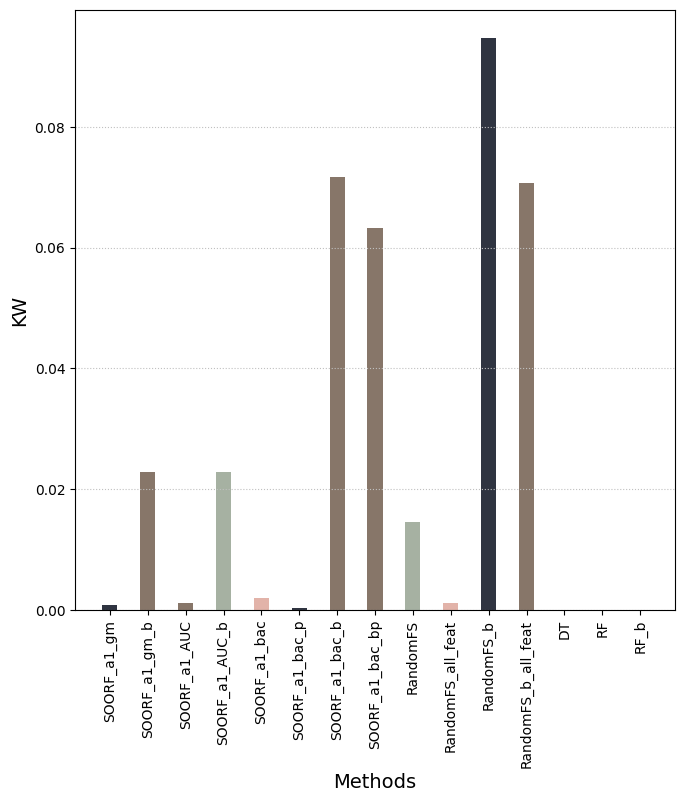 KW
0.08
0.06
0.04
0.02
0.00
SOORF_a1_gm
SOORF_a1_gm_b
SOORF_a1_AUC
SOORF_a1_AUC_b
SOORF_a1_bac
SOORF_a1_bac_p
SOORF_a1_bac_b
SOORF_a1_bac_bp
RandomFS
RandomFS_all_feat
RandomFS_b
RandomFS_b_all_feat
DT
RF
RF_b
Methods